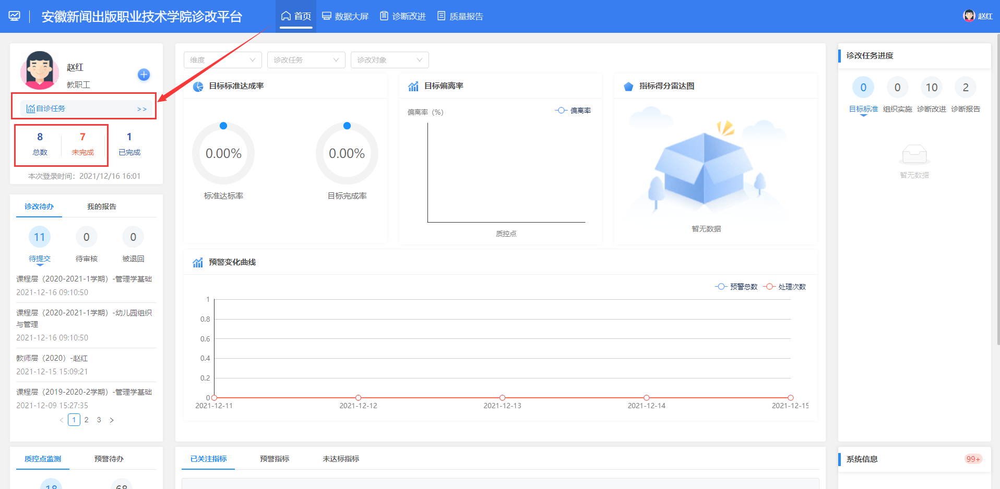 安徽新闻出版职业技术学院诊改平台
首页
数据大屏
诊断改进
质量报告
赵红
赵红
教职工
自诊任务
>>
8
7
1
总数
未完成
已完成
本次登录时间：2021/12/16 16:01
诊改待办
我的报告
11
0
0
待提交
待审核
被退回
课程层（2020-2021-1学期）-管理学基础
2021-12-16 09:10:50
课程层（2020-2021-1学期）-幼儿园组织
与管理
2021-12-16 09:10:50
教师层（2020）-赵红
2021-12-15 15:09:21
课程层（2019-2020-2学期）-管理学基础
2021-12-09 15:27:35
< 1 2 3 >
质控点监测
预警待办
18
68
维度
诊改任务
诊改对象
目标标准达成率
0.00%
0.00%
标准达标率
目标完成率
目标偏离率
偏离率（%）
偏离率
质控点
指标得分雷达图
暂无数据
预警变化曲线
预警总数
处理次数
1
0.8
0.6
0.4
0.2
0
2021-12-11
2021-12-12
2021-12-13
2021-12-14
2021-12-15
已关注指标
预警指标
未达标指标
诊改任务进度
0
0
10
2
目标标准
组织实施
诊断改进
诊断报告
暂无数据
系统信息
99+